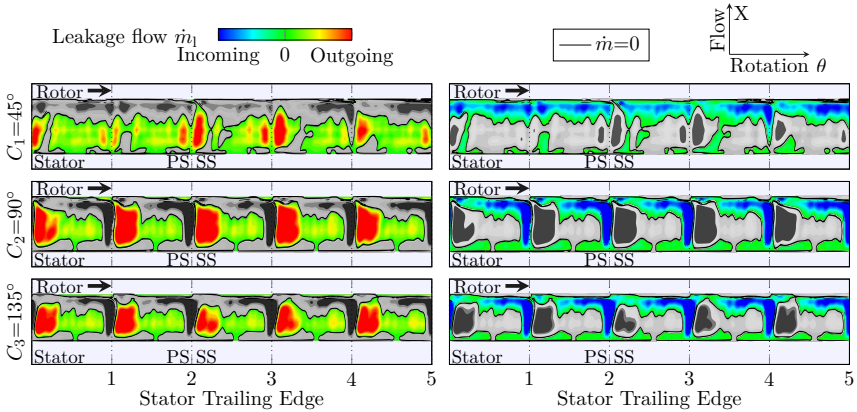 Leakage flow ṁₗ
Incoming 0 Outgoing
ṁ=0
Flow X
Rotation θ
C₁=45°
Rotor
Stator PS SS
Rotor
Stator PS SS
C₂=90°
Rotor
Stator PS SS
Rotor
Stator PS SS
C₃=135°
Rotor
Stator PS SS
Rotor
Stator PS SS
1 2 3 4 5
1 2 3 4 5
Stator Trailing Edge
Stator Trailing Edge